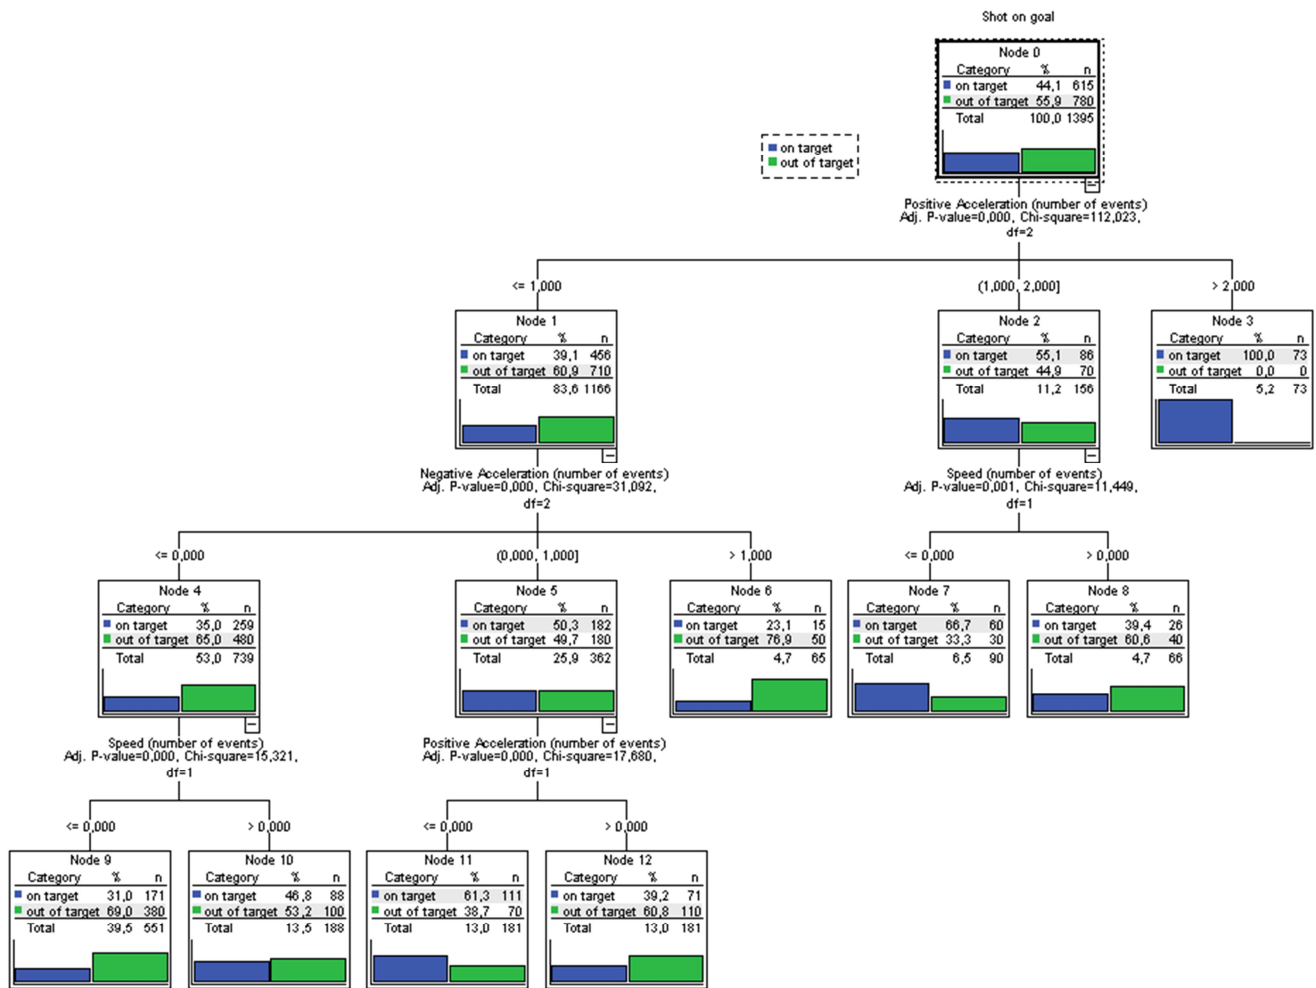 Shot on goal
Node 0
Category % n
on target 44,1 615
out of target 55,9 780
Total 100,0 1395
on target
out of target
Positive Acceleration (number of events)
Adj. P-value=0,000, Chi-square=112,023,
df=2
<= 1,000
(1,000, 2,000]
> 2,000
Node 1
Category % n
on target 39,1 456
out of target 60,9 710
Total 83,6 1166
Node 2
Category % n
on target 55,1 86
out of target 44,9 70
Total 11,2 156
Node 3
Category % n
on target 100,0 73
out of target 0,0 0
Total 5,2 73
Negative Acceleration (number of events)
Adj. P-value=0,000, Chi-square=31,092,
df=2
Speed (number of events)
Adj. P-value=0,001, Chi-square=11,449,
df=1
<= 0,000
(0,000, 1,000]
> 1,000
<= 0,000
> 0,000
Node 4
Category % n
on target 35,0 259
out of target 65,0 480
Total 53,0 739
Node 5
Category % n
on target 50,3 182
out of target 49,7 180
Total 25,9 362
Node 6
Category % n
on target 23,1 15
out of target 76,9 50
Total 4,7 65
Node 7
Category % n
on target 66,7 60
out of target 33,3 30
Total 6,5 90
Node 8
Category % n
on target 39,4 26
out of target 60,6 40
Total 4,7 66
Speed (number of events)
Adj. P-value=0,000, Chi-square=15,321,
df=1
Positive Acceleration (number of events)
Adj. P-value=0,000, Chi-square=17,680,
df=1
<= 0,000
> 0,000
<= 0,000
> 0,000
Node 9
Category % n
on target 31,0 171
out of target 69,0 380
Total 39,5 551
Node 10
Category % n
on target 46,8 88
out of target 53,2 100
Total 13,5 188
Node 11
Category % n
on target 61,3 111
out of target 38,7 70
Total 13,0 181
Node 12
Category % n
on target 39,2 71
out of target 60,8 110
Total 13,0 181